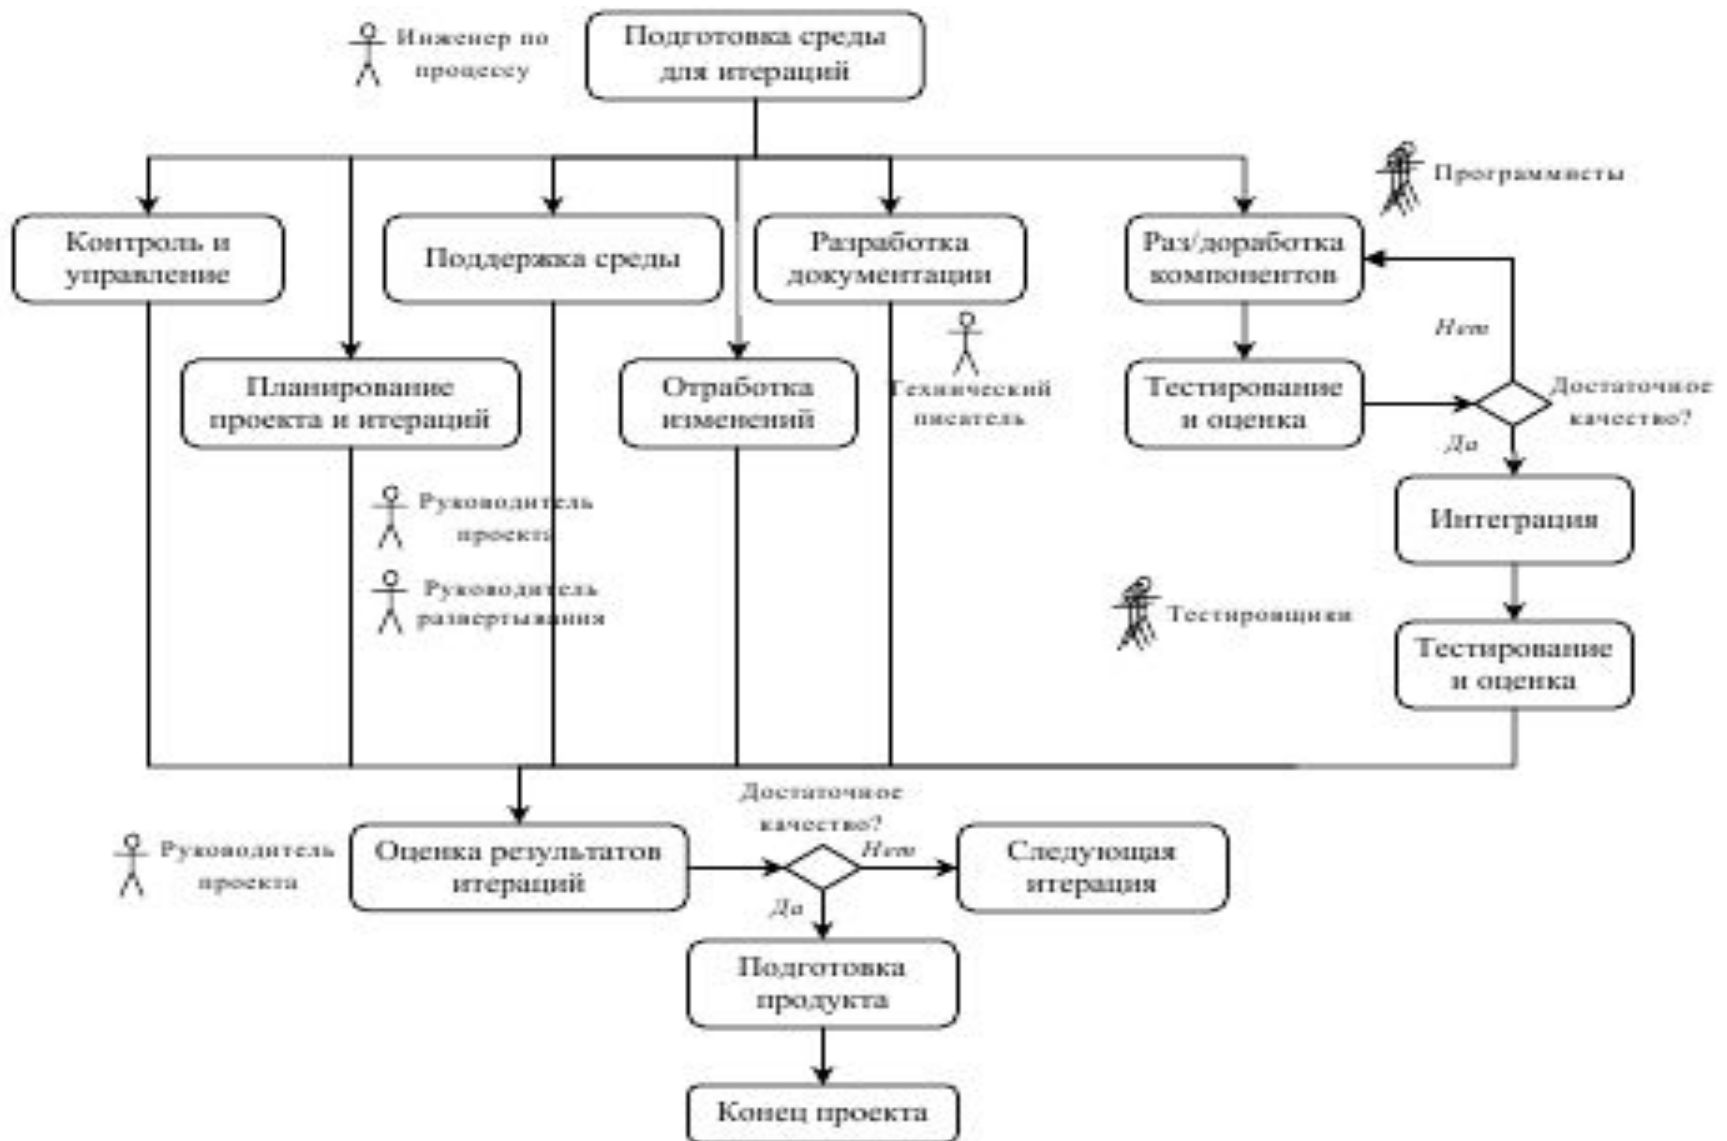 Инженер по
процессу
Подготовка среды
для итераций
Программисты
Контроль и
управление
Поддержка среды
Разработка
документации
Раз/доработка
компонентов
Нет
Планирование
проекта и итераций
Отработка
изменений
Технический
писатель
Тестирование
и оценка
Достаточное
качество?
Да
Руководитель
проекта
Интеграция
Руководитель
развертывания
Тестировщики
Тестирование
и оценка
Достаточное
качество?
Руководитель
проекта
Оценка результатов
итераций
Нет
Следующая
итерация
Да
Подготовка
продукта
Конец проекта